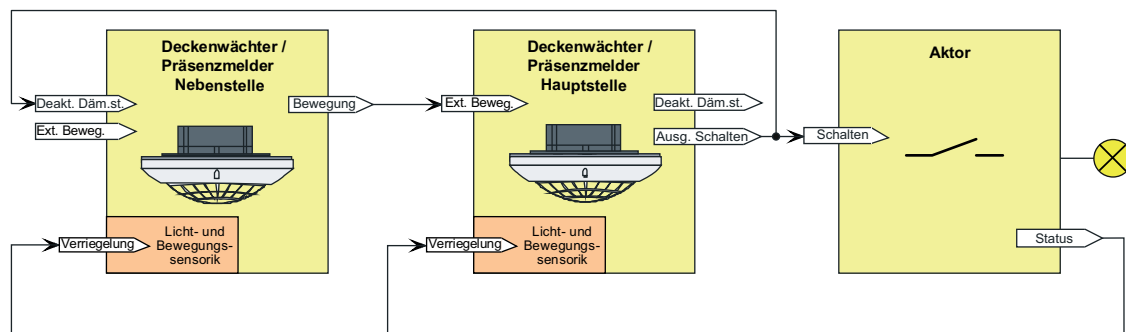 Deckenwächter /
Präsenzmelder
Nebenstelle
Deakt. Däm.st.
Ext. Beweg.
Bewegung
Verriegelung
Licht- und
Bewegungs-
sensorik
Deckenwächter /
Präsenzmelder
Hauptstelle
Ext. Beweg.
Deakt. Däm.st.
Ausg. Schalten
Verriegelung
Licht- und
Bewegungs-
sensorik
Aktor
Schalten
Status